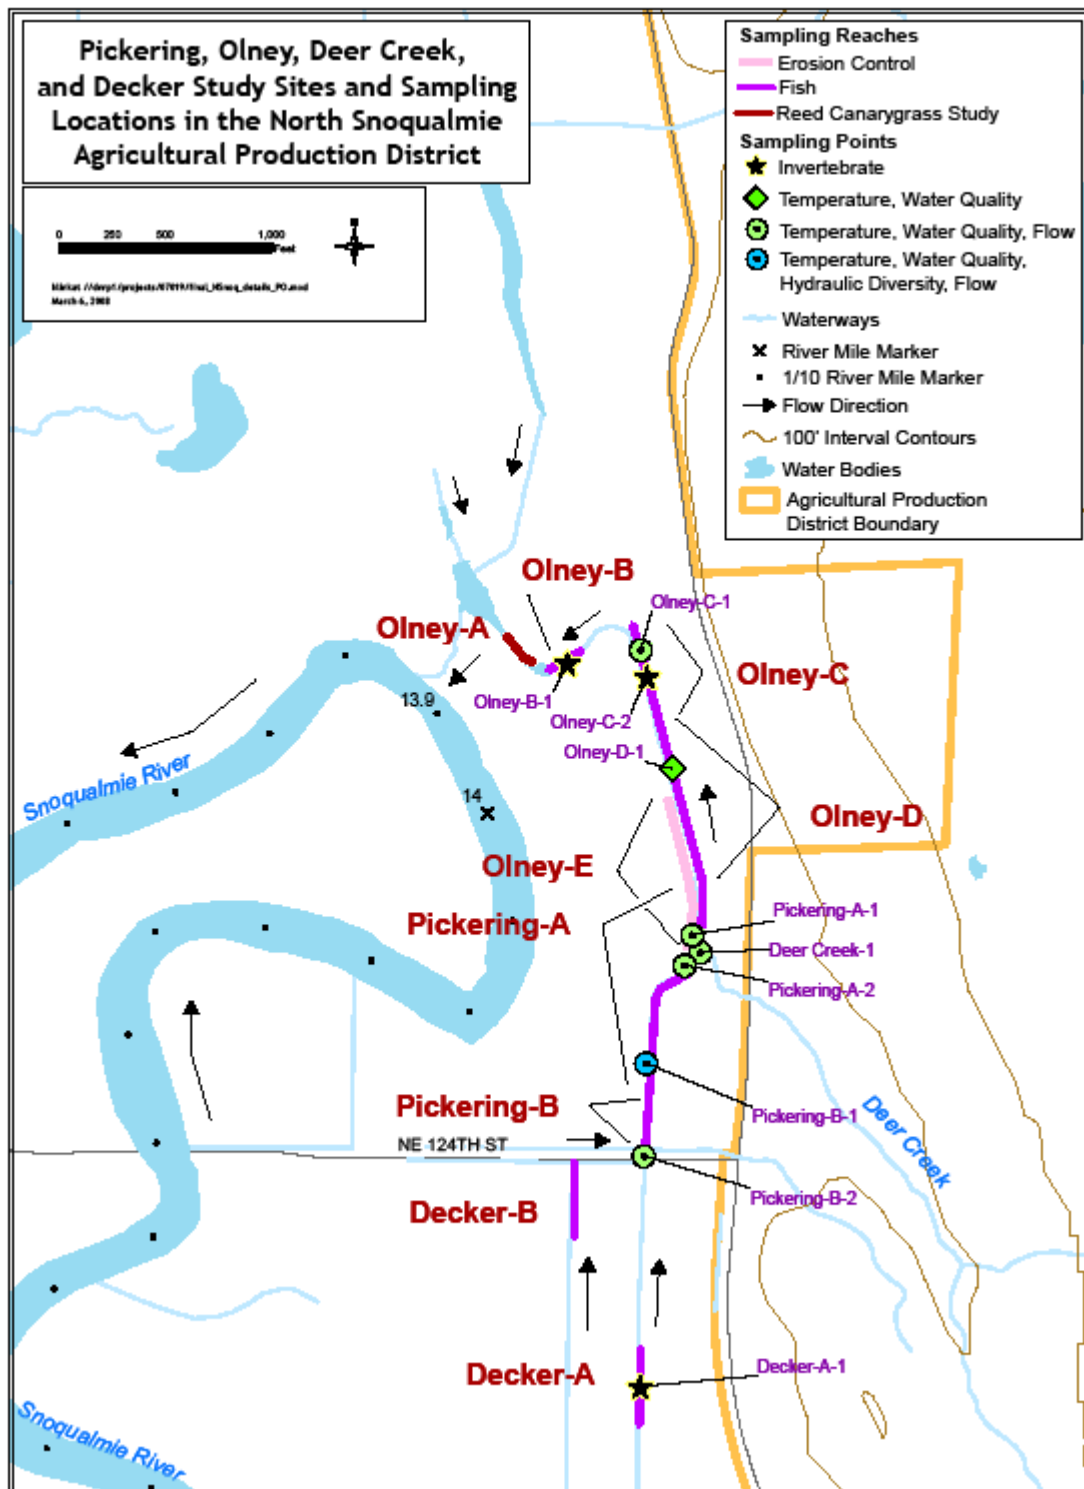 Pickering, Olney, Deer Creek,
and Decker Study Sites and Sampling
Locations in the North Snoqualmie
Agricultural Production District
0 250 500 1,000
Feet
March 6, 2008
Sampling Reaches
Erosion Control
Fish
Reed Canarygrass Study
Sampling Points
Invertebrate
Temperature, Water Quality
Temperature, Water Quality, Flow
Temperature, Water Quality,
Hydraulic Diversity, Flow
Waterways
River Mile Marker
1/10 River Mile Marker
Flow Direction
100' Interval Contours
Water Bodies
Agricultural Production
District Boundary
Olney-B
Olney-C-1
Olney-A
Olney-C
Olney-B-1
13.9
Olney-C-2
Olney-D-1
Snoqualmie River
14
Olney-D
Olney-E
Pickering-A
Pickering-A-1
Deer Creek-1
Pickering-A-2
Pickering-B
Pickering-B-1
Deer Creek
NE 124TH ST
Pickering-B-2
Decker-B
Decker-A
Decker-A-1
Snoqualmie River